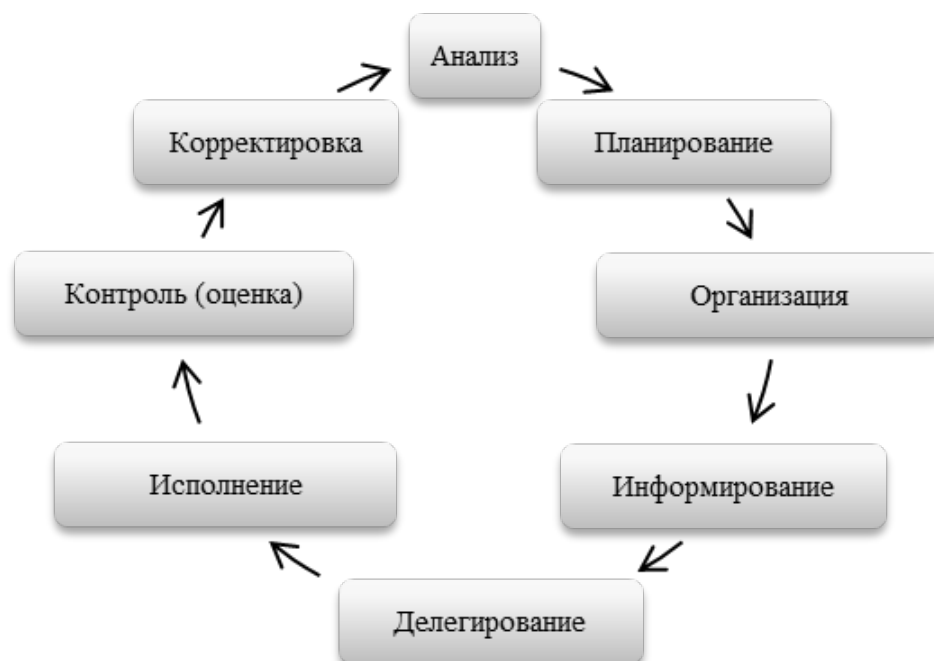 Анализ
Планирование
Организация
Информирование
Делегирование
Исполнение
Контроль (оценка)
Корректировка